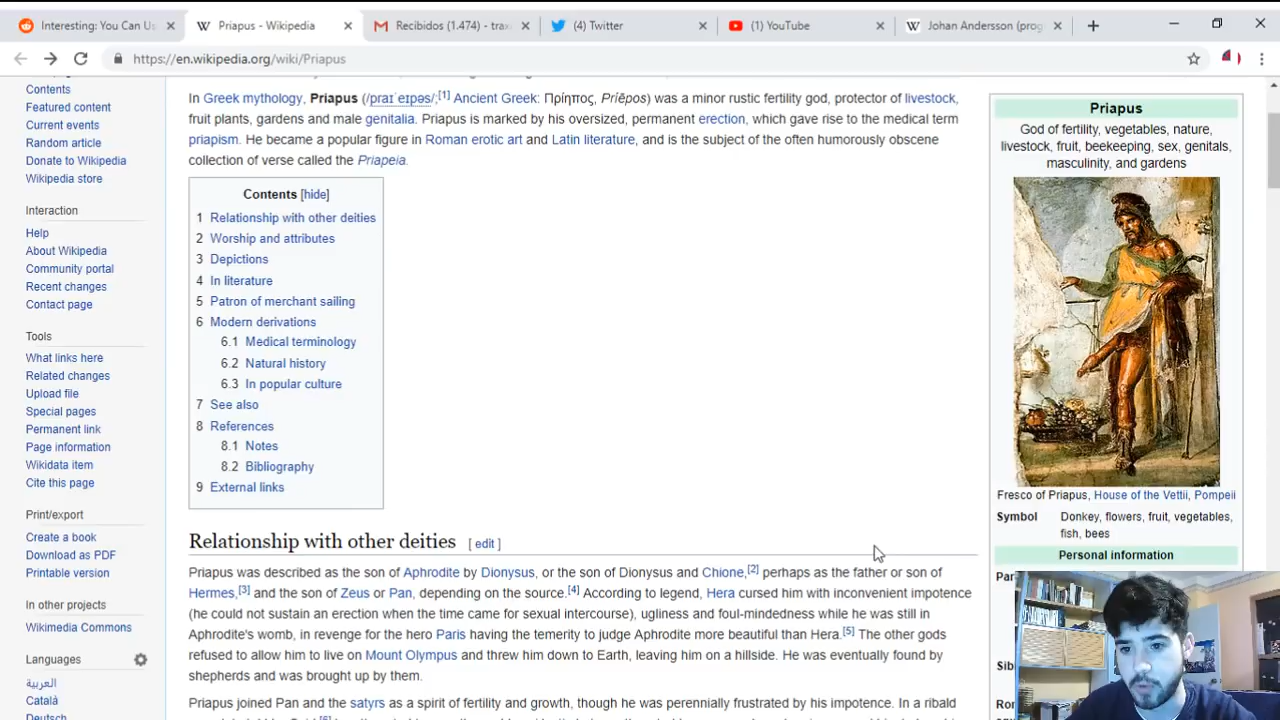 Interesting: You Can Us
Priapus - Wikipedia
Recibidos (1.474) - trax
(4) Twitter
(1) YouTube
Johan Andersson (prog
https://en.wikipedia.org/wiki/Priapus
Contents
Featured content
Current events
Random article
Donate to Wikipedia
Wikipedia store
Interaction
Help
About Wikipedia
Community portal
Recent changes
Contact page
Tools
What links here
Related changes
Upload file
Special pages
Permanent link
Page information
Wikidata item
Cite this page
Print/export
Create a book
Download as PDF
Printable version
In other projects
Wikimedia Commons
Languages
العربية
Català
Deutsch
In Greek mythology, Priapus (/praɪˈeɪpəs/;[1] Ancient Greek: Πρίηπος, Príēpos) was a minor rustic fertility god, protector of livestock,
fruit plants, gardens and male genitalia. Priapus is marked by his oversized, permanent erection, which gave rise to the medical term
priapism. He became a popular figure in Roman erotic art and Latin literature, and is the subject of the often humorously obscene
collection of verse called the Priapeia.
Contents [hide]
1 Relationship with other deities
2 Worship and attributes
3 Depictions
4 In literature
5 Patron of merchant sailing
6 Modern derivations
6.1 Medical terminology
6.2 Natural history
6.3 In popular culture
7 See also
8 References
8.1 Notes
8.2 Bibliography
9 External links
Relationship with other deities [ edit ]
Priapus was described as the son of Aphrodite by Dionysus, or the son of Dionysus and Chione,[2] perhaps as the father or son of
Hermes,[3] and the son of Zeus or Pan, depending on the source.[4] According to legend, Hera cursed him with inconvenient impotence
(he could not sustain an erection when the time came for sexual intercourse), ugliness and foul-mindedness while he was still in
Aphrodite's womb, in revenge for the hero Paris having the temerity to judge Aphrodite more beautiful than Hera.[5] The other gods
refused to allow him to live on Mount Olympus and threw him down to Earth, leaving him on a hillside. He was eventually found by
shepherds and was brought up by them.
Priapus joined Pan and the satyrs as a spirit of fertility and growth, though he was perennially frustrated by his impotence. In a ribald
Priapus
God of fertility, vegetables, nature,
livestock, fruit, beekeeping, sex, genitals,
masculinity, and gardens
Fresco of Priapus, House of the Vettii, Pompeii
Symbol Donkey, flowers, fruit, vegetables,
fish, bees
Personal information
Par
Sib
Ro